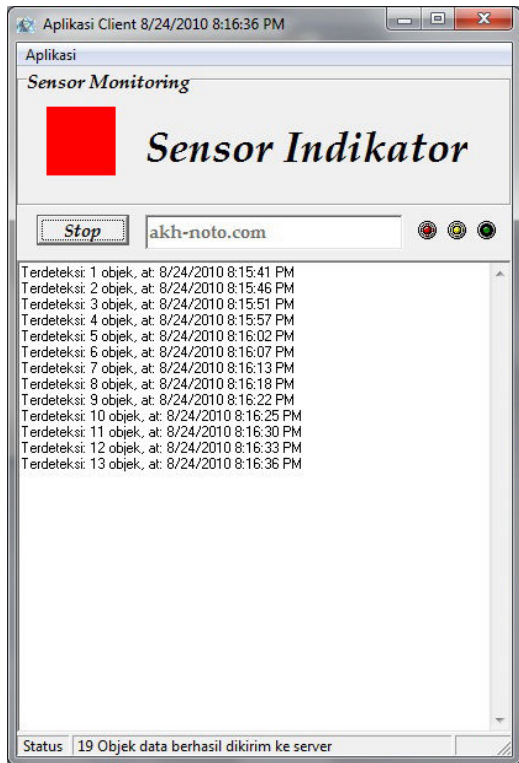 Aplikasi Client 8/24/2010 8:16:36 PM
Aplikasi
Sensor Monitoring
Sensor Indikator
Stop
akh-noto.com
Terdeteksi: 1 objek, at: 8/24/2010 8:15:41 PM
Terdeteksi: 2 objek, at: 8/24/2010 8:15:46 PM
Terdeteksi: 3 objek, at: 8/24/2010 8:15:51 PM
Terdeteksi: 4 objek, at: 8/24/2010 8:15:57 PM
Terdeteksi: 5 objek, at: 8/24/2010 8:16:02 PM
Terdeteksi: 6 objek, at: 8/24/2010 8:16:07 PM
Terdeteksi: 7 objek, at: 8/24/2010 8:16:13 PM
Terdeteksi: 8 objek, at: 8/24/2010 8:16:18 PM
Terdeteksi: 9 objek, at: 8/24/2010 8:16:22 PM
Terdeteksi: 10 objek, at: 8/24/2010 8:16:25 PM
Terdeteksi: 11 objek, at: 8/24/2010 8:16:30 PM
Terdeteksi: 12 objek, at: 8/24/2010 8:16:33 PM
Terdeteksi: 13 objek, at: 8/24/2010 8:16:36 PM
Status 19 Objek data berhasil dikirim ke server